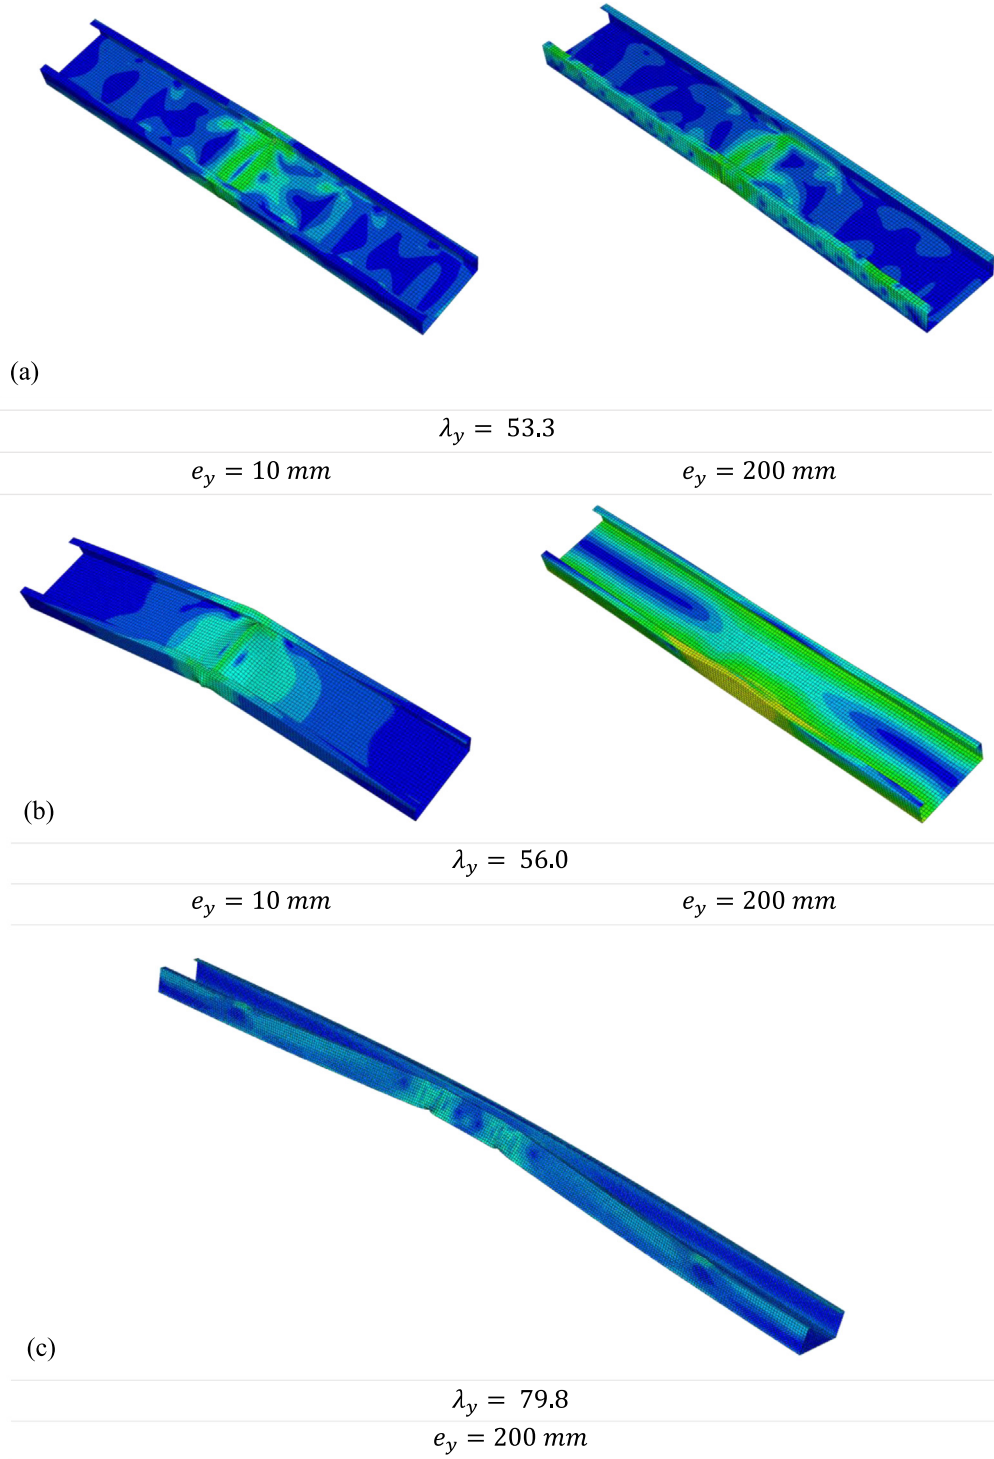 (a)
λy = 53.3
ey = 10 mm ey = 200 mm
(b)
λy = 56.0
ey = 10 mm ey = 200 mm
(c)
λy = 79.8
ey = 200 mm